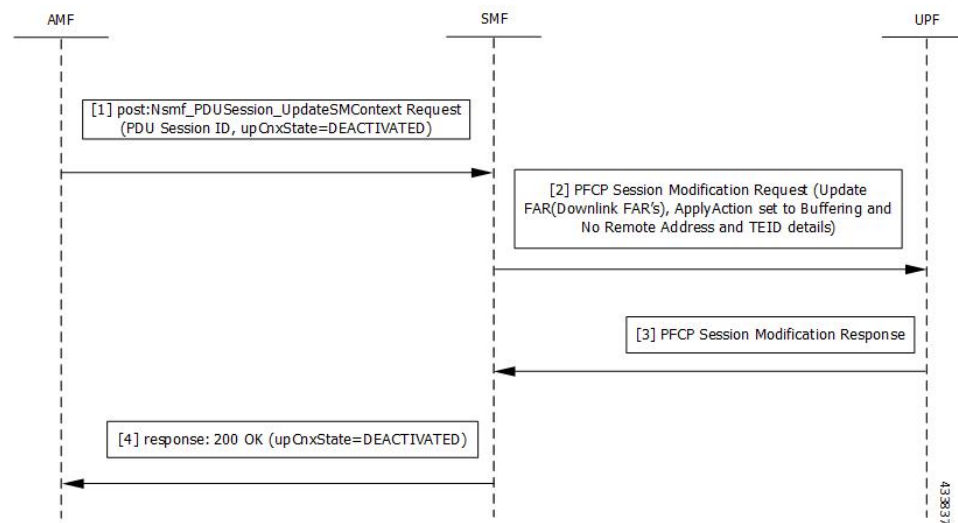 AMF
SMF
UPF
[1] post:Nsmf_PDUSession_UpdateSMContext Request
(PDU Session ID, upCnxState=DEACTIVATED)
[2] PFCP Session Modification Request (Update
FAR(Downlink FAR's), ApplyAction set to Buffering and
No Remote Address and TEID details)
[3] PFCP Session Modification Response
[4] response: 200 OK (upCnxState=DEACTIVATED)
433837